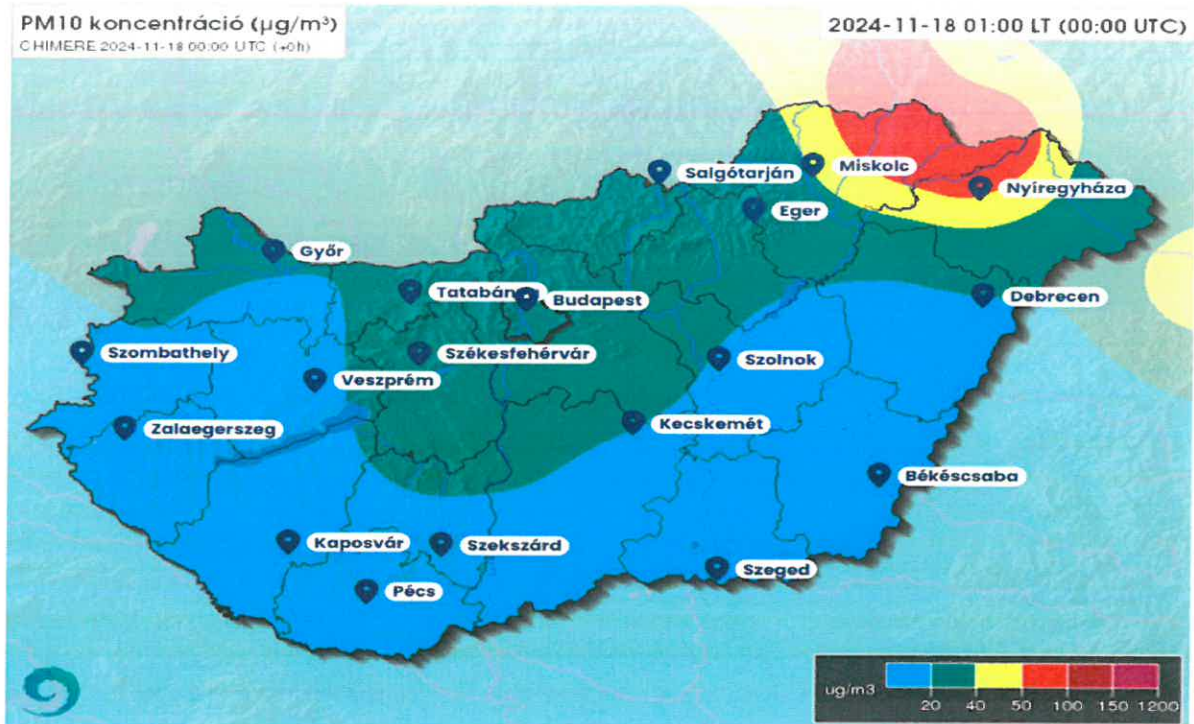 PM10 koncentráció (µg/m³)
CHIMERE 2024-11-18 00:00 UTC (+0h)
2024-11-18 01:00 LT (00:00 UTC)
Salgótarján
Miskolc
Nyíregyháza
Eger
Győr
Tatabán
Budapest
Debrecen
Szombathely
Székesfehérvár
Szolnok
Veszprém
Zalaegerszeg
Kecskemét
Békéscsaba
Kaposvár
Szekszárd
Szeged
Pécs
ug/m3
20 40 50 100 150 1200